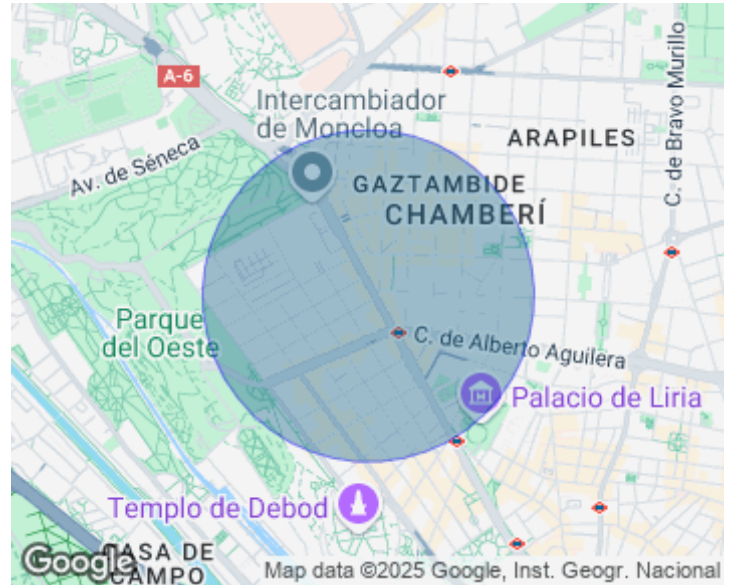 A-6
Intercambiador
de Moncloa
ARAPILES
C. de Bravo Murillo
Av. de Séneca
GAZTAMBIDE
CHAMBERÍ
Parque
del Oeste
C. de Alberto Aguilera
Palacio de Liria
Templo de Debod
CASA DE
CAMPO
Google
Map data ©2025 Google, Inst. Geogr. Nacional